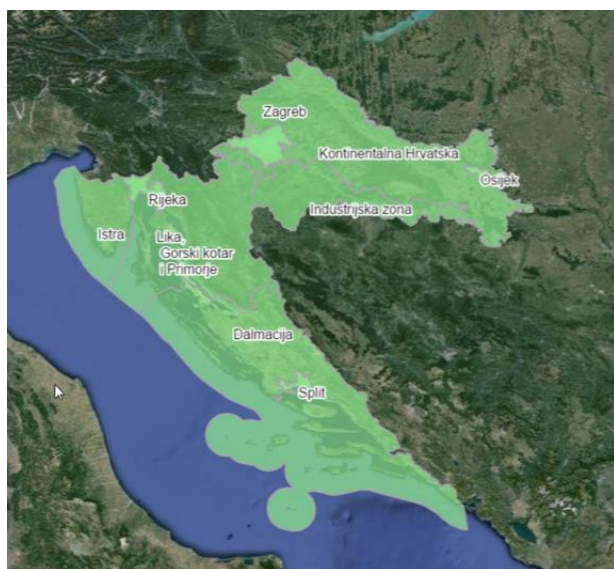 Zagreb
Kontinentalna Hrvatska
Osijek
Rijeka
Industrijska zona
Istra
Lika,
Gorski kotar
i Primorje
Dalmacija
Split